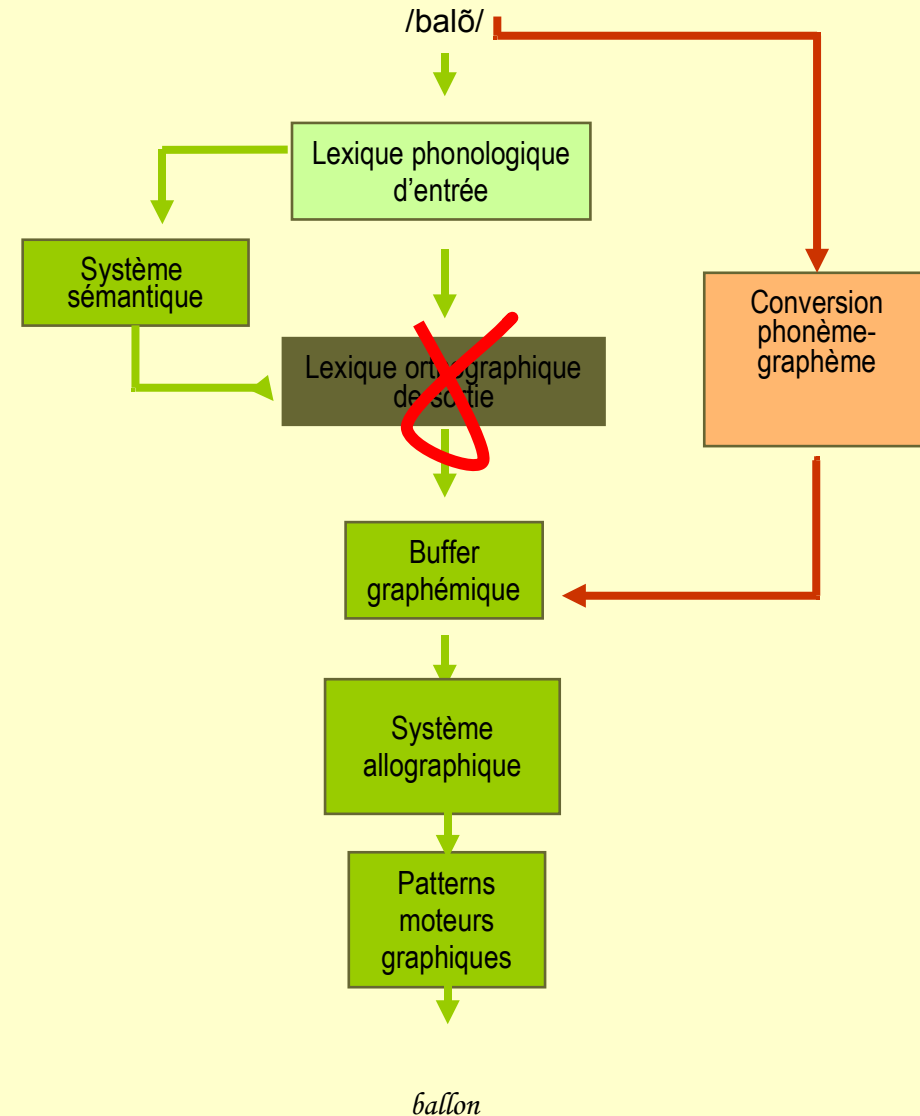 /balõ/
Lexique phonologique
d'entrée
Système
sémantique
Conversion
phonème-
graphème
Lexique orthographique
de sortie
Buffer
graphémique
Système
allographique
Patterns
moteurs
graphiques
ballon